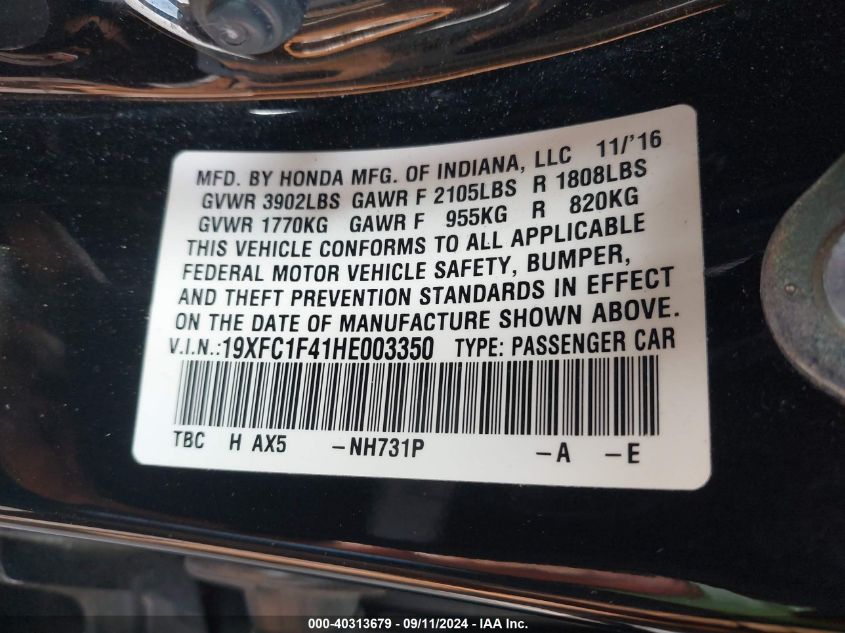 MFD. BY HONDA MFG. OF INDIANA, LLC 11/'16
GVWR 3902LBS GAWR F 2105LBS R 1808LBS
GVWR 1770KG GAWR F 955KG R 820KG
THIS VEHICLE CONFORMS TO ALL APPLICABLE
FEDERAL MOTOR VEHICLE SAFETY, BUMPER,
AND THEFT PREVENTION STANDARDS IN EFFECT
ON THE DATE OF MANUFACTURE SHOWN ABOVE.
V.I.N.:19XFC1F41HE003350 TYPE: PASSENGER CAR
TBC H AX5 -NH731P -A -E
000-40313679 - 09/11/2024 - © IAA Inc.